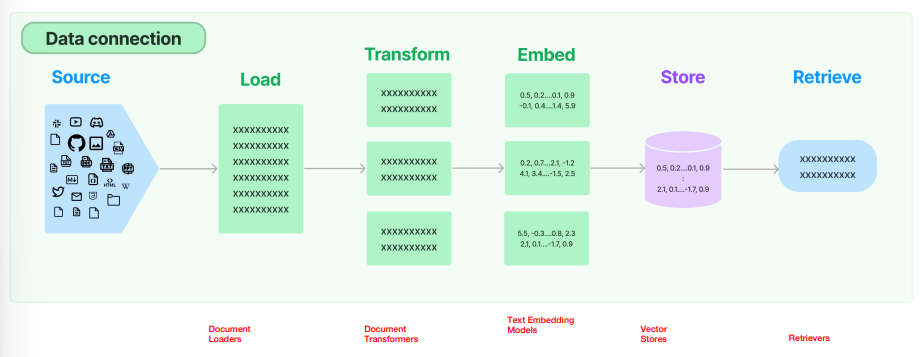 Data connection
Source
Load
Transform
Embed
Store
Retrieve
XXXXXXXXXX
XXXXXXXXXX
XXXXXXXXXX
XXXXXXXXXX
XXXXXXXXXX
XXXXXXXXXX
XXXXXXXXXX
XXXXXXXXXX
XXXXXXXXXX
XXXXXXXXXX
XXXXXXXXXX
XXXXXXXXXX
0.5, 0.2....0.1, 0.9
-0.1, 0.4....1.4, 5.9
0.2, 0.7....2.1, -1.2
4.1, 3.4....-1.5, 2.5
5.5, -0.3....0.8, 2.3
2.1, 0.1....-1.7, 0.9
0.5, 0.2....0.1, 0.9
:
2.1, 0.1....-1.7, 0.9
XXXXXXXXXX
XXXXXXXXXX
HTML
W
Document
Loaders
Document
Transformers
Text Embedding
Models
Vector
Stores
Retrievers